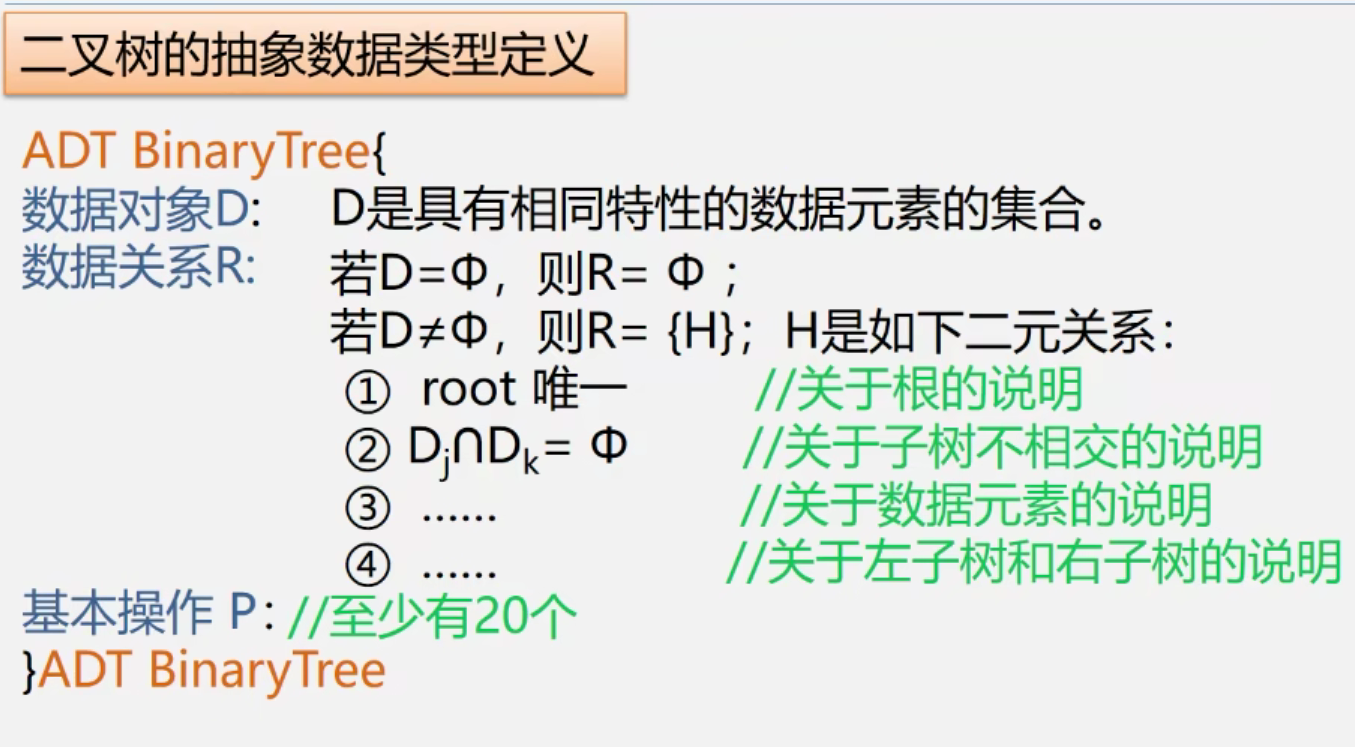 二叉树的抽象数据类型定义
ADT BinaryTree{
数据对象D: D是具有相同特性的数据元素的集合。
数据关系R: 若D=Φ，则R= Φ ；
若D≠Φ，则R= {H}；H是如下二元关系：
① root 唯一 //关于根的说明
② Dj∩Dk= Φ //关于子树不相交的说明
③ …… //关于数据元素的说明
④ …… //关于左子树和右子树的说明
基本操作 P：//至少有20个
}ADT BinaryTree